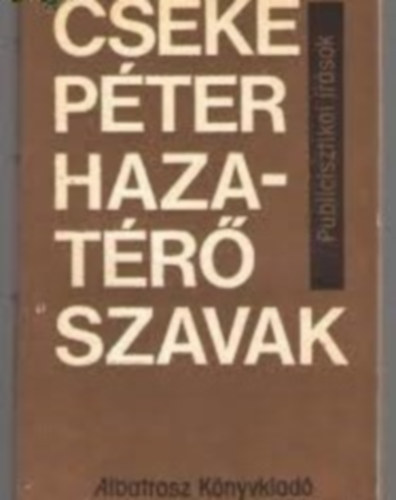 CSEKE
PÉTER
HAZA-
TÉRŐ
SZAVAK
Publicisztikai írások
Albatrosz Könyvkiadó